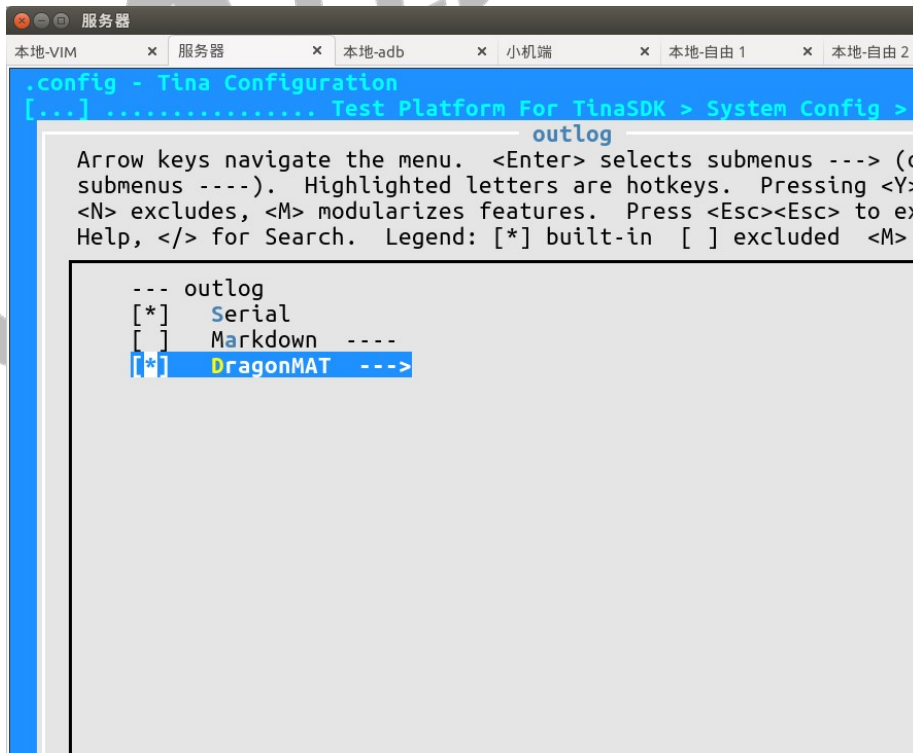 服务器
本地-VIM × 服务器 × 本地-adb × 小机端 × 本地-自由 1 × 本地-自由 2
.config - Tina Configuration
[...] ................ Test Platform For TinaSDK > System Config >
outlog
Arrow keys navigate the menu.  <Enter> selects submenus ---> (
submenus ----).  Highlighted letters are hotkeys.  Pressing <Y>
<N> excludes, <M> modularizes features.  Press <Esc><Esc> to
Help, </> for Search.  Legend: [*] built-in  [ ] excluded  <M>
--- outlog
[*]   Serial
[ ]   Markdown  ----
[*]   DragonMAT  --->